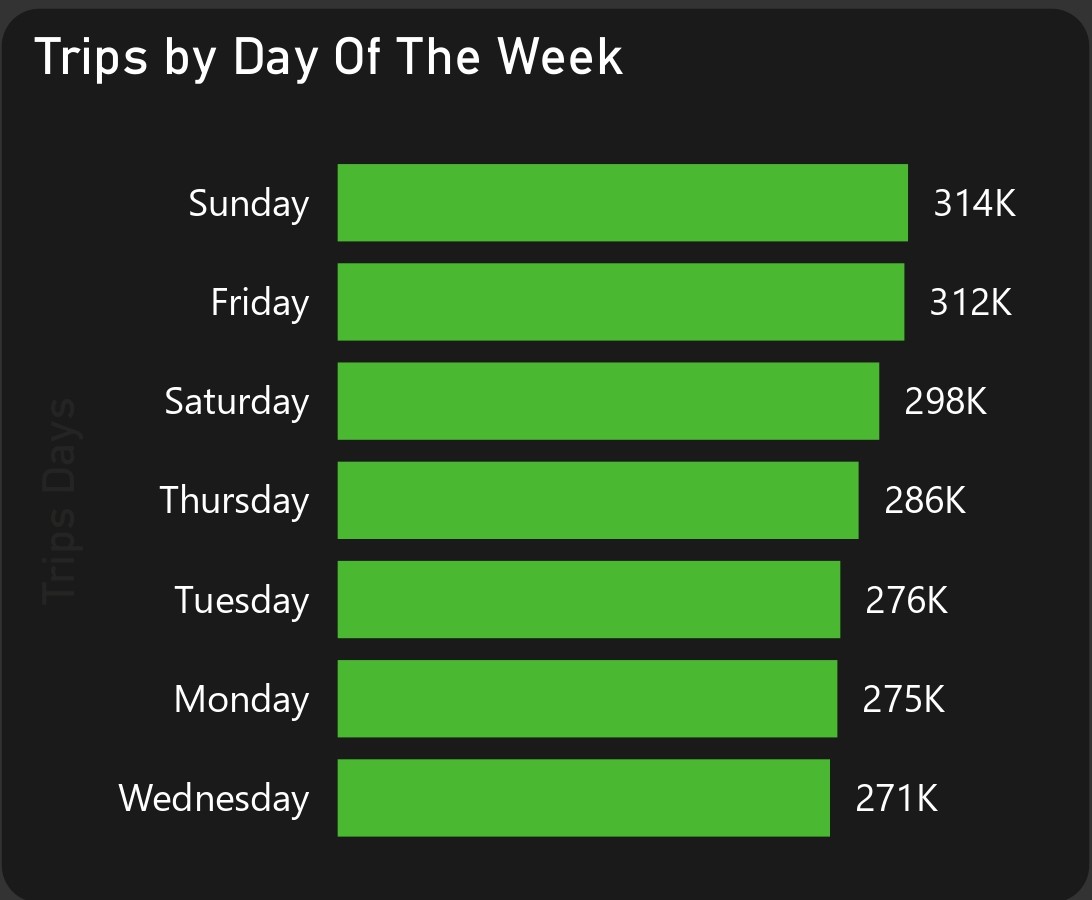 Trips by Day Of The Week
Trips Days
Sunday 314K
Friday 312K
Saturday 298K
Thursday 286K
Tuesday 276K
Monday 275K
Wednesday 271K